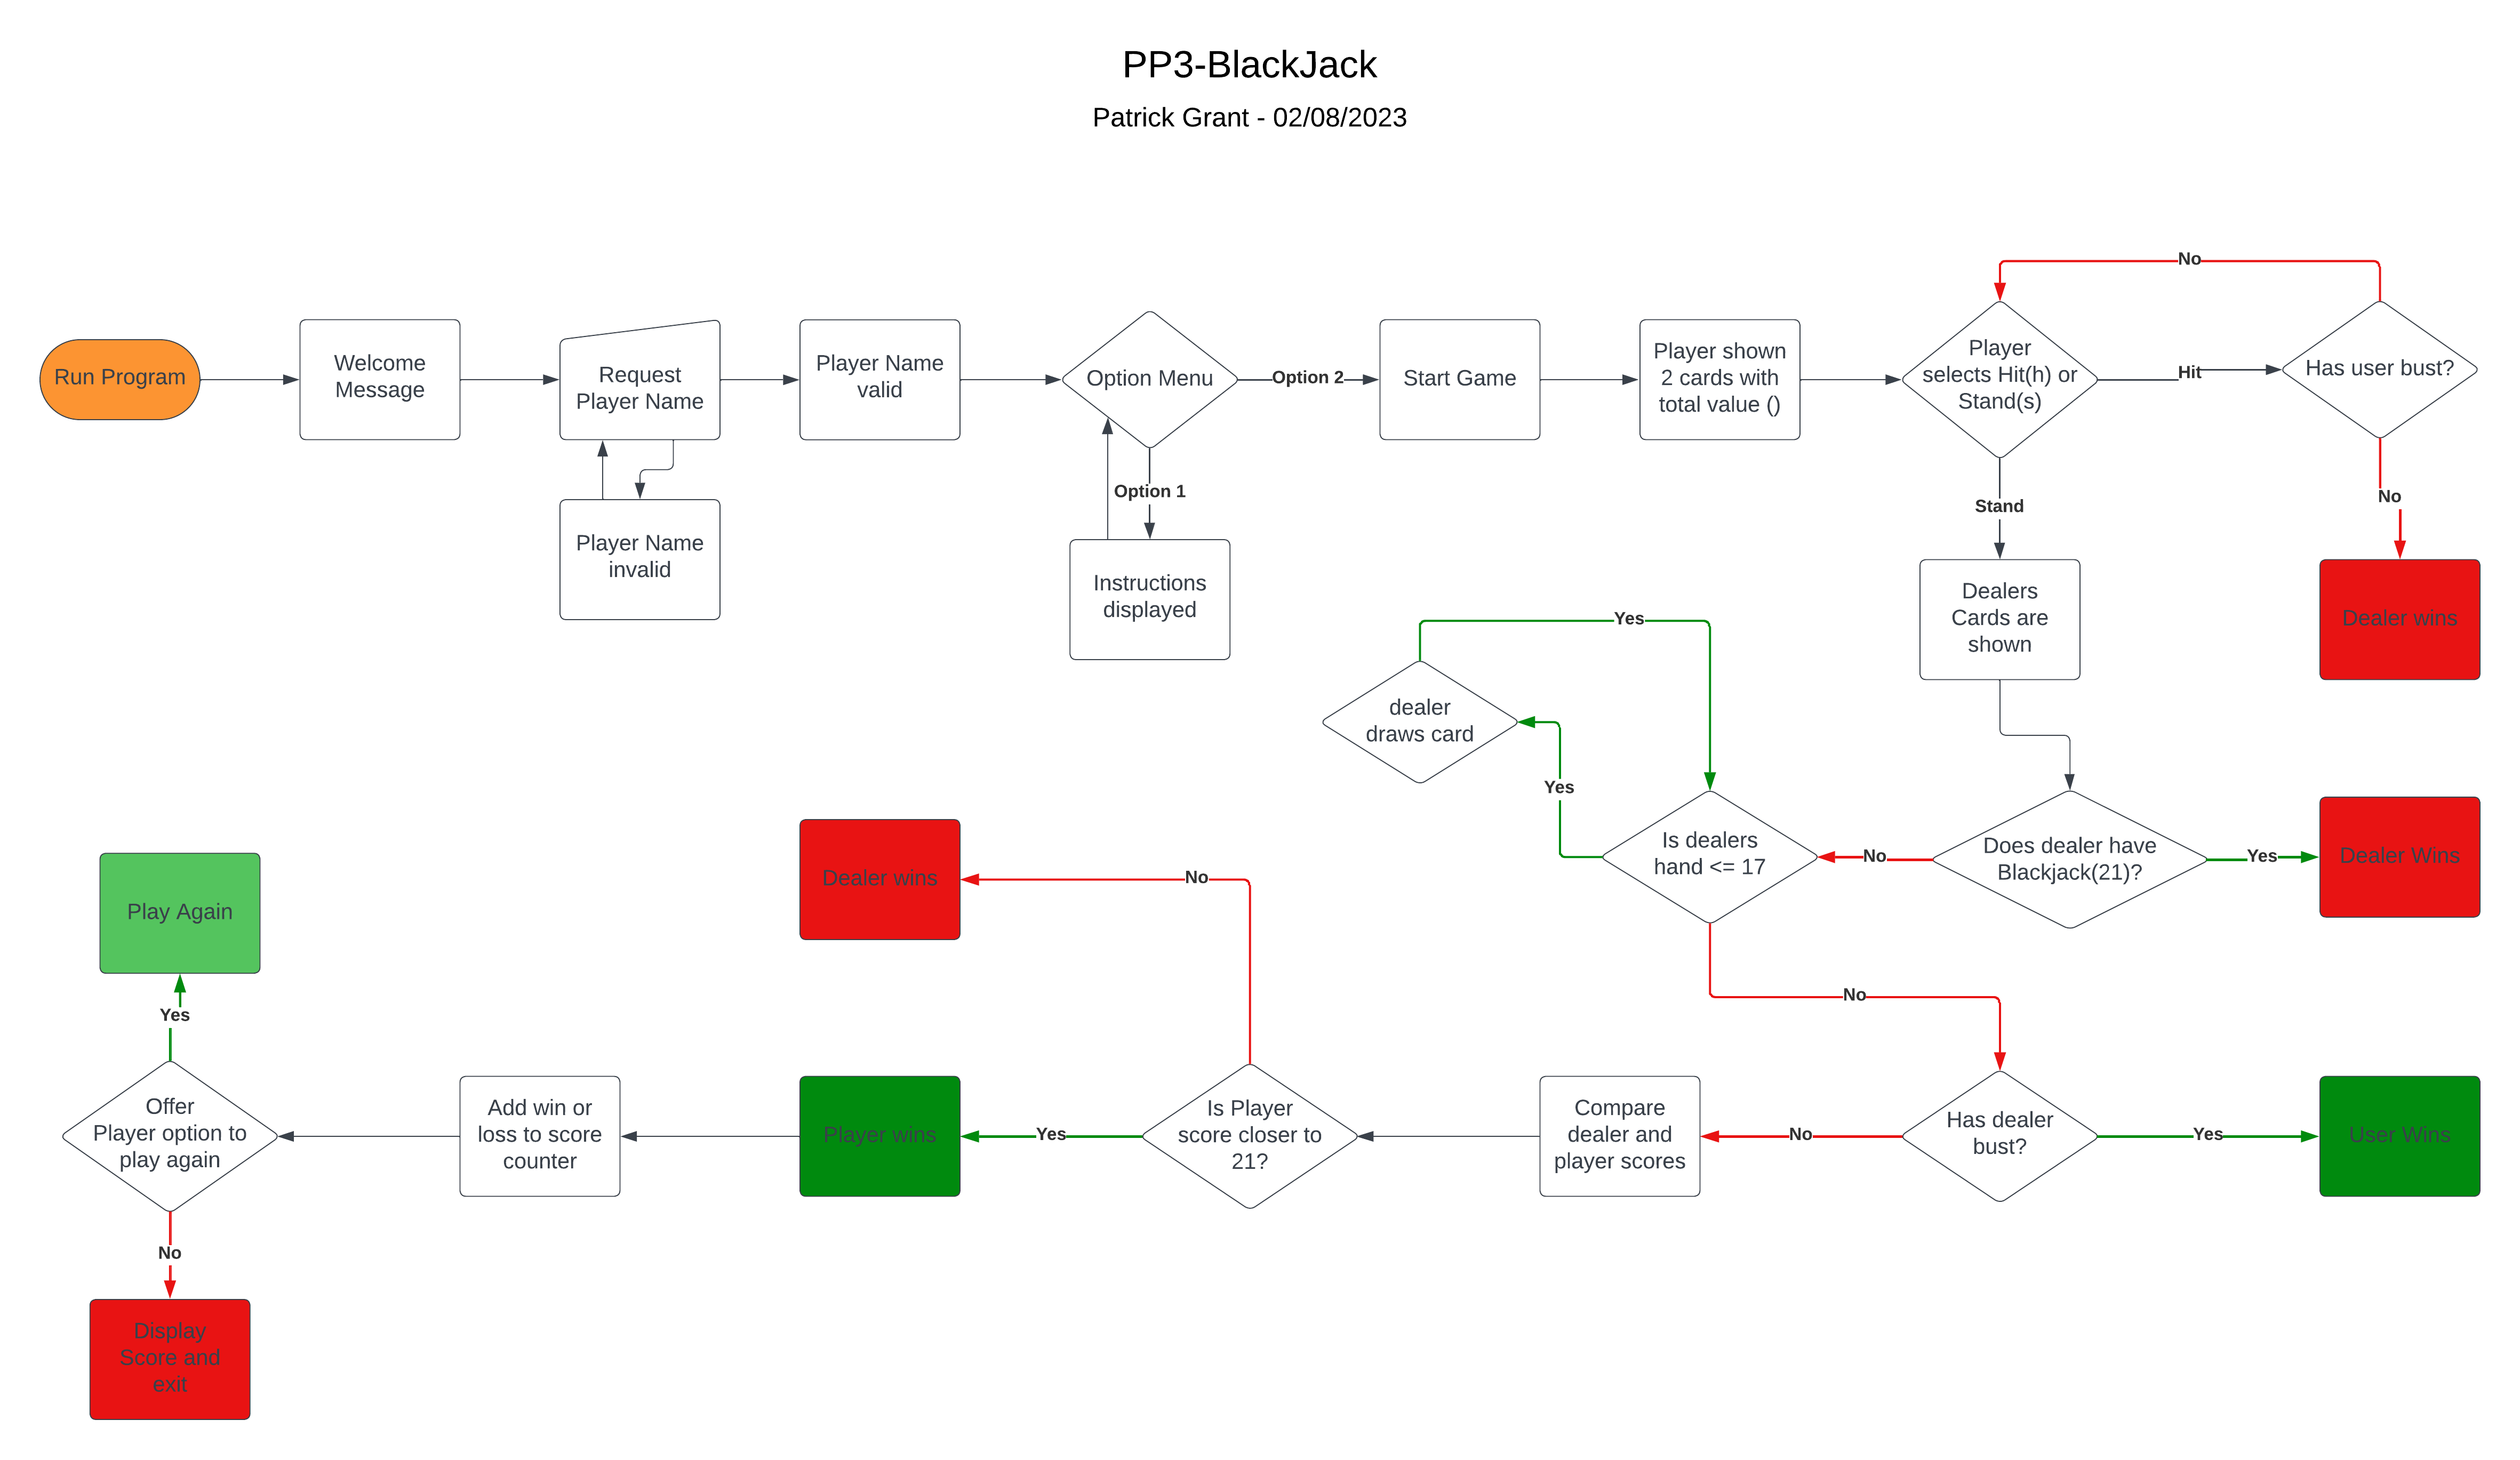 PP3-BlackJack
Patrick Grant - 02/08/2023
No
Run Program
Welcome
Message
Request
Player Name
Player Name
valid
Option Menu
Option 2
Start Game
Player shown
2 cards with
total value ()
Player
selects Hit(h) or
Stand(s)
Hit
Has user bust?
Option 1
Stand
No
Player Name
invalid
Instructions
displayed
Dealers
Cards are
shown
Dealer wins
Yes
dealer
draws card
Yes
Is dealers
hand <= 17
No
Does dealer have
Blackjack(21)?
Yes
Dealer Wins
Dealer wins
No
Play Again
No
Yes
Offer
Player option to
play again
Add win or
loss to score
counter
Player wins
Yes
Is Player
score closer to
21?
Compare
dealer and
player scores
No
Has dealer
bust?
Yes
User Wins
No
Display
Score and
exit